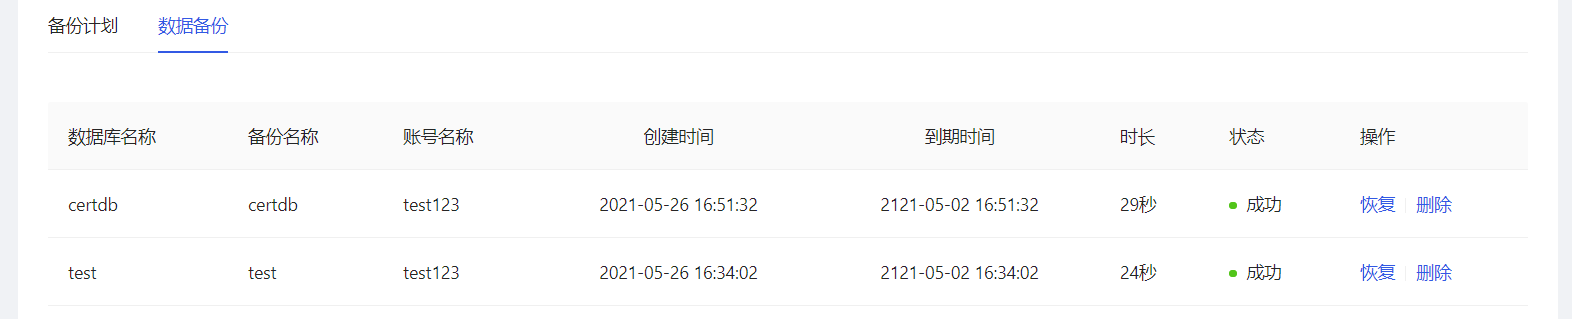 备份计划 数据备份
数据库名称 备份名称 账号名称 创建时间 到期时间 时长 状态 操作
certdb certdb test123 2021-05-26 16:51:32 2121-05-02 16:51:32 29秒 成功 恢复 删除
test test test123 2021-05-26 16:34:02 2121-05-02 16:34:02 24秒 成功 恢复 删除